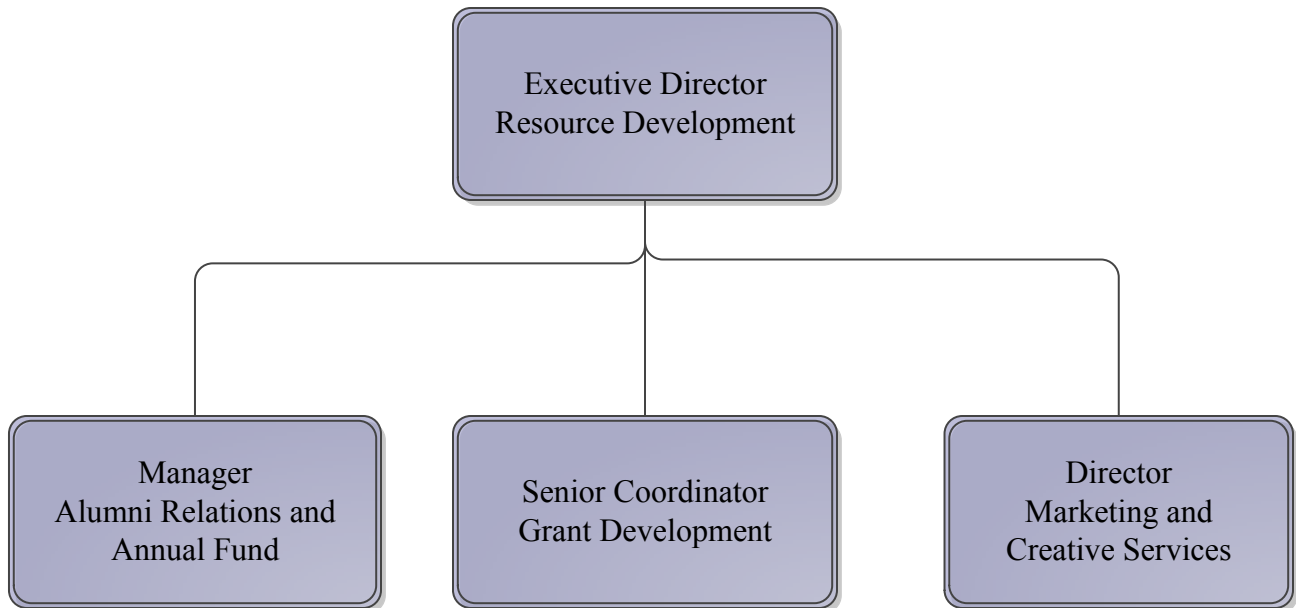 Executive Director
Resource Development
Manager
Alumni Relations and
Annual Fund
Senior Coordinator
Grant Development
Director
Marketing and
Creative Services